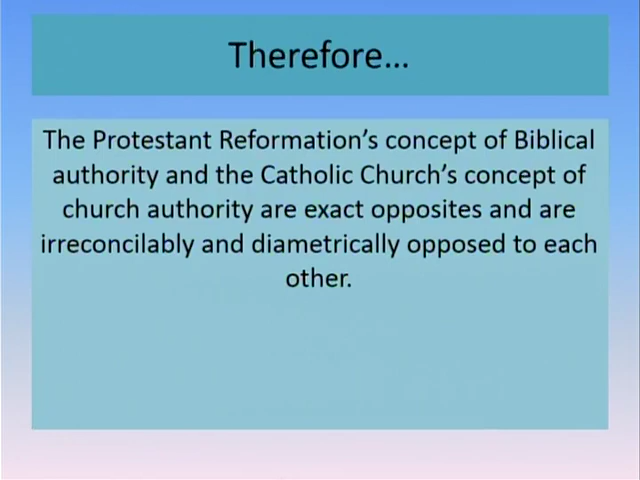 Therefore…
The Protestant Reformation’s concept of Biblical
authority and the Catholic Church’s concept of
church authority are exact opposites and are
irreconcilably and diametrically opposed to each
other.